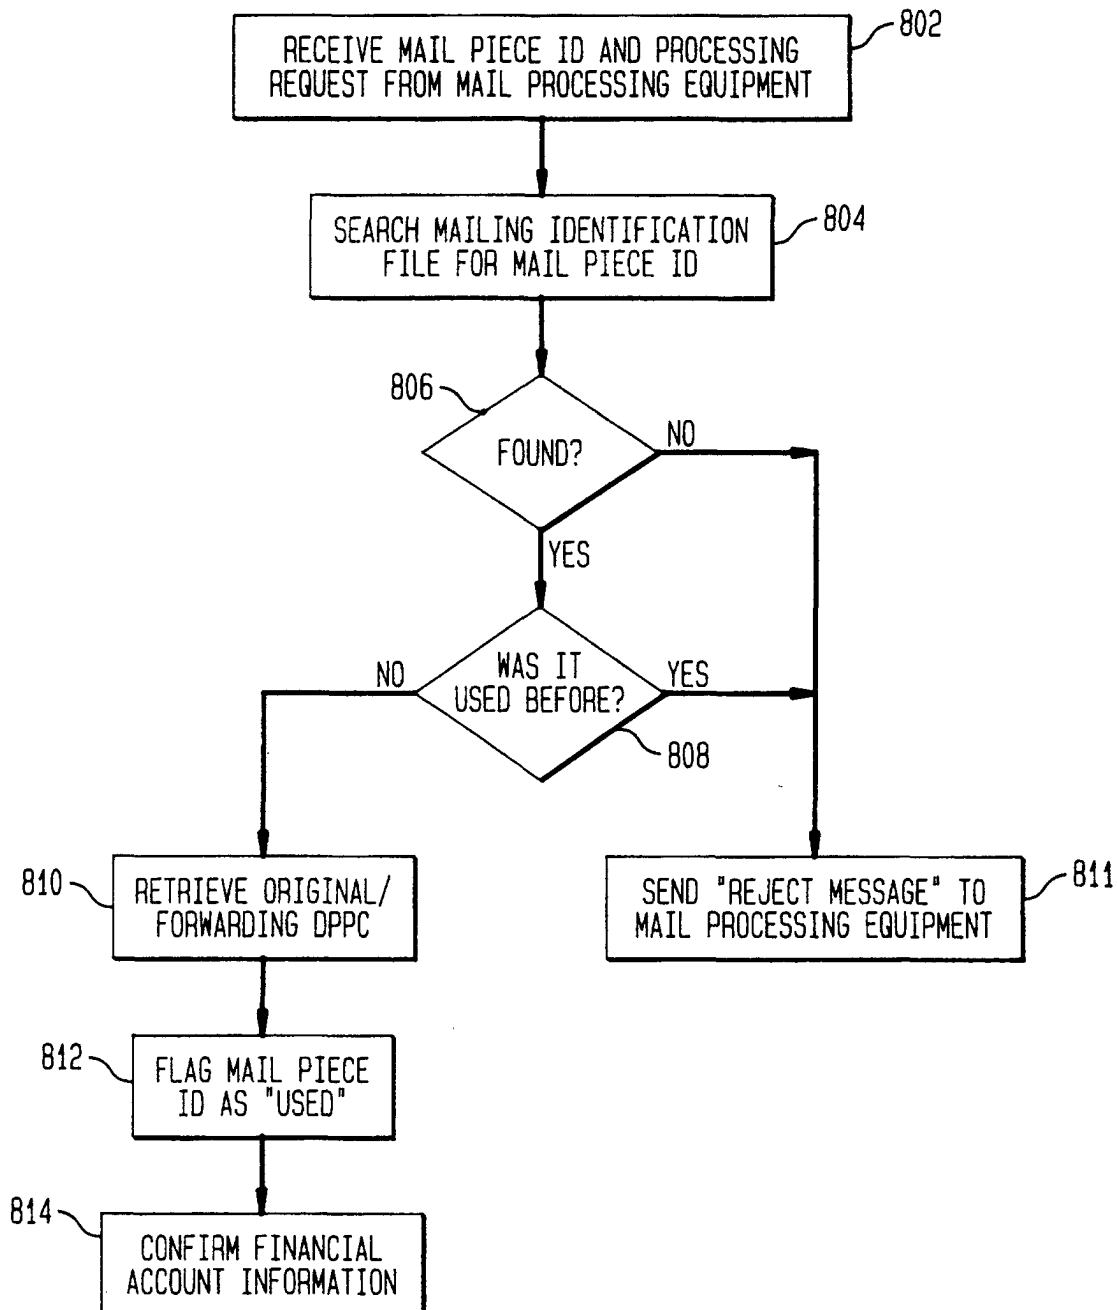 802
RECEIVE MAIL PIECE ID AND PROCESSING
REQUEST FROM MAIL PROCESSING EQUIPMENT
804
SEARCH MAILING IDENTIFICATION
FILE FOR MAIL PIECE ID
806
FOUND?
NO
YES
NO
WAS IT
USED BEFORE?
YES
808
810
RETRIEVE ORIGINAL/
FORWARDING DPPC
SEND "REJECT MESSAGE" TO
MAIL PROCESSING EQUIPMENT
811
812
FLAG MAIL PIECE
ID AS "USED"
814
CONFIRM FINANCIAL
ACCOUNT INFORMATION